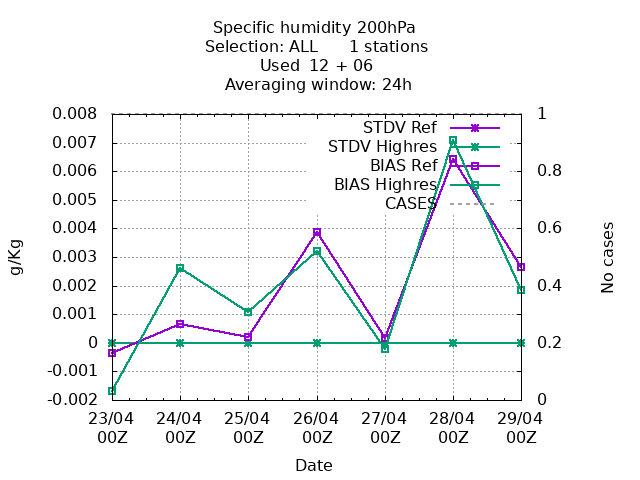 Specific humidity 200hPa
Selection: ALL      1 stations
Used  12 + 06
Averaging window: 24h
0.008
0.007
0.006
0.005
0.004
0.003
0.002
0.001
0
-0.001
-0.002
1
0.8
0.6
0.4
0.2
0
STDV Ref
STDV Highres
BIAS Ref
BIAS Highres
CASES
g/Kg
No cases
23/04 24/04 25/04 26/04 27/04 28/04 29/04
00Z 00Z 00Z 00Z 00Z 00Z 00Z
Date